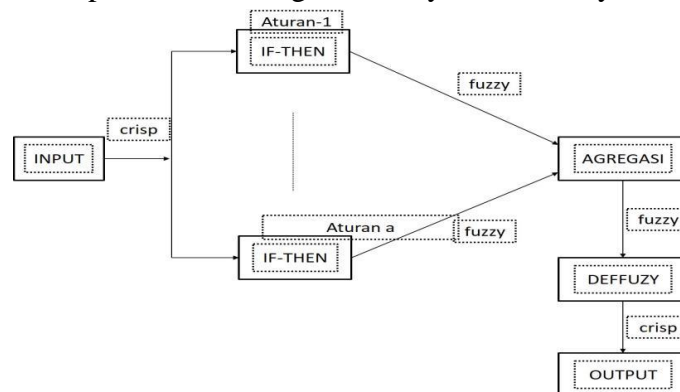 Aturan-1
IF-THEN
fuzzy
crisp
INPUT
AGREGASI
Aturan a
fuzzy
fuzzy
IF-THEN
DEFFUZY
crisp
OUTPUT